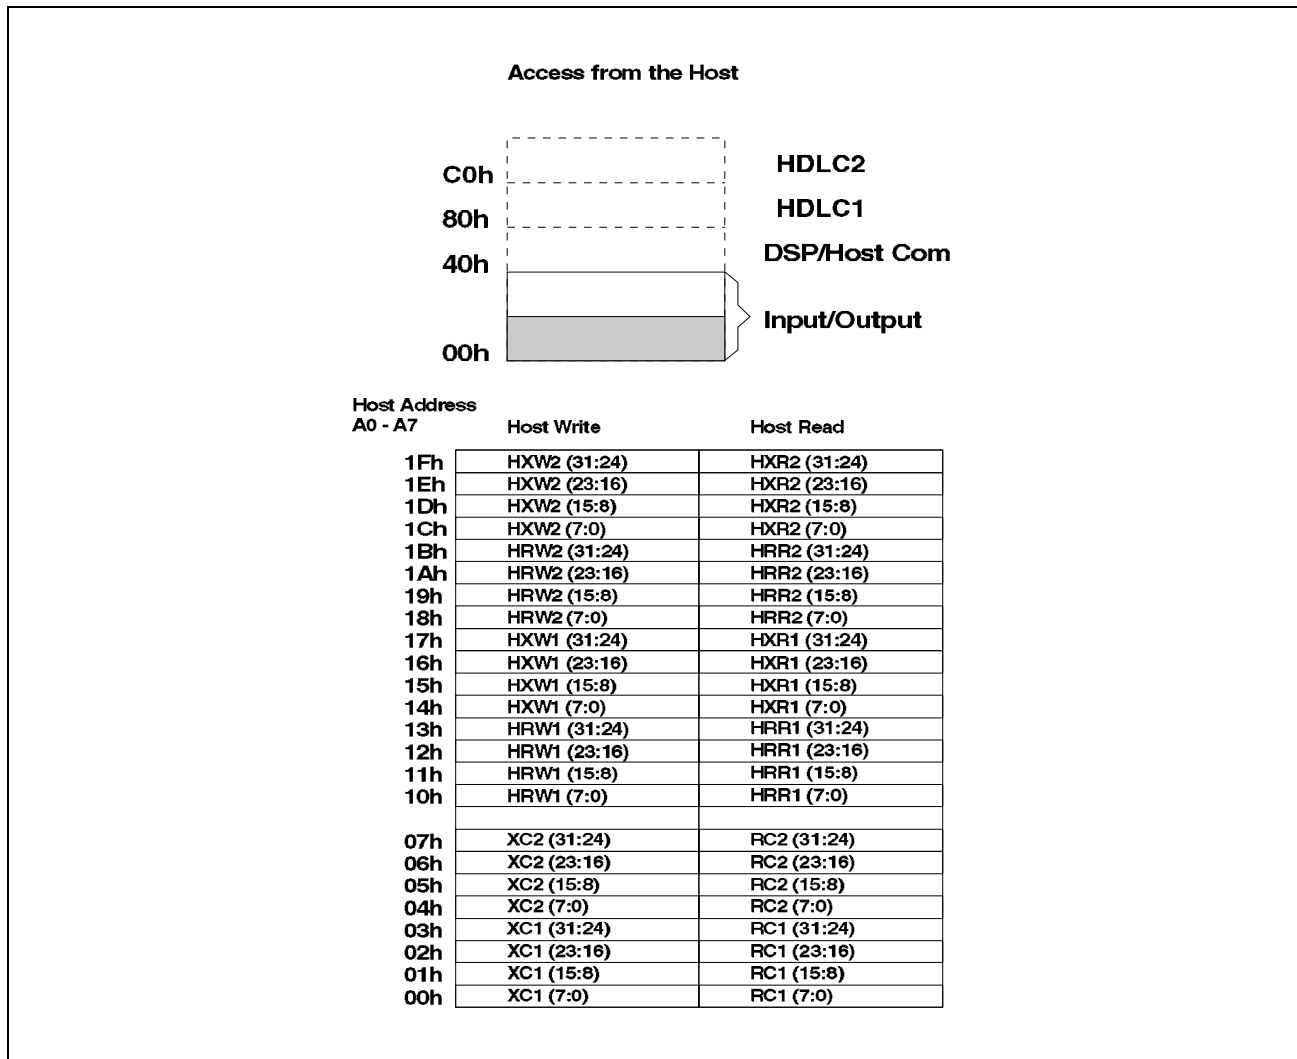 Access from the Host
C0h HDLC2
80h HDLC1
40h DSP/Host Com
Input/Output
00h
Host Address
A0 - A7 Host Write Host Read
1Fh HXW2 (31:24) HXR2 (31:24)
1Eh HXW2 (23:16) HXR2 (23:16)
1Dh HXW2 (15:8) HXR2 (15:8)
1Ch HXW2 (7:0) HXR2 (7:0)
1Bh HRW2 (31:24) HRR2 (31:24)
1Ah HRW2 (23:16) HRR2 (23:16)
19h HRW2 (15:8) HRR2 (15:8)
18h HRW2 (7:0) HRR2 (7:0)
17h HXW1 (31:24) HXR1 (31:24)
16h HXW1 (23:16) HXR1 (23:16)
15h HXW1 (15:8) HXR1 (15:8)
14h HXW1 (7:0) HXR1 (7:0)
13h HRW1 (31:24) HRR1 (31:24)
12h HRW1 (23:16) HRR1 (23:16)
11h HRW1 (15:8) HRR1 (15:8)
10h HRW1 (7:0) HRR1 (7:0)
07h XC2 (31:24) RC2 (31:24)
06h XC2 (23:16) RC2 (23:16)
05h XC2 (15:8) RC2 (15:8)
04h XC2 (7:0) RC2 (7:0)
03h XC1 (31:24) RC1 (31:24)
02h XC1 (23:16) RC1 (23:16)
01h XC1 (15:8) RC1 (15:8)
00h XC1 (7:0) RC1 (7:0)